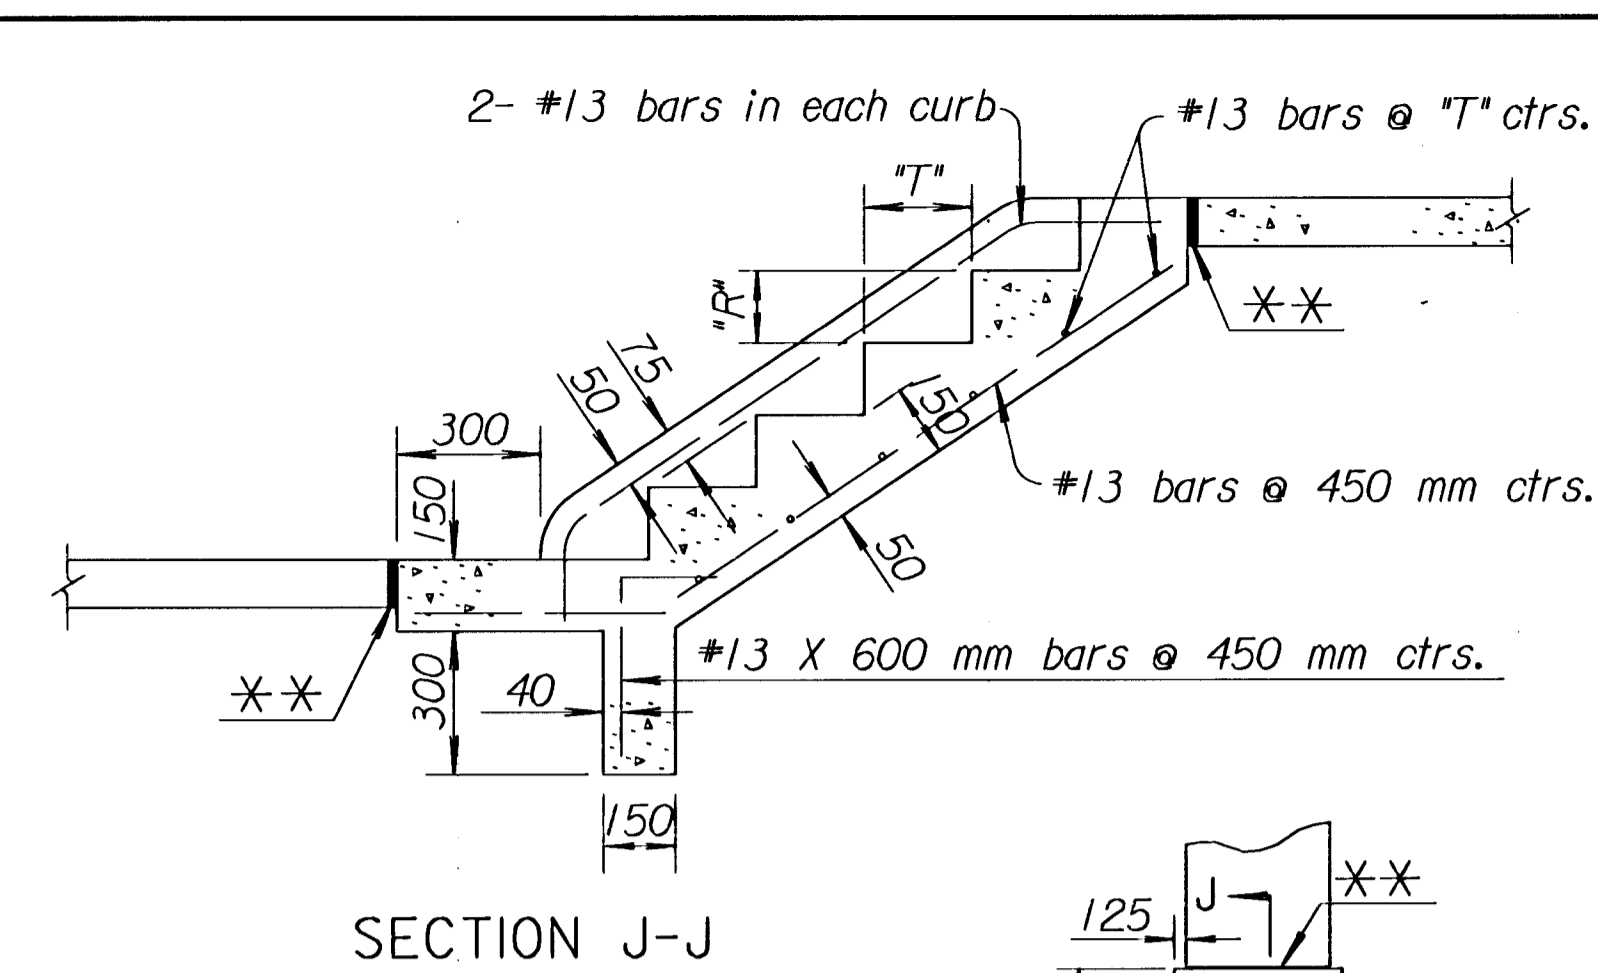 2- #13 bars in each curb
#13 bars @ "T" ctrs.
"T"
"R"
**
75
50
300
150
150
#13 bars @ 450 mm ctrs.
50
#13 X 600 mm bars @ 450 mm ctrs.
**
300
40
150
SECTION J-J
J
**
125